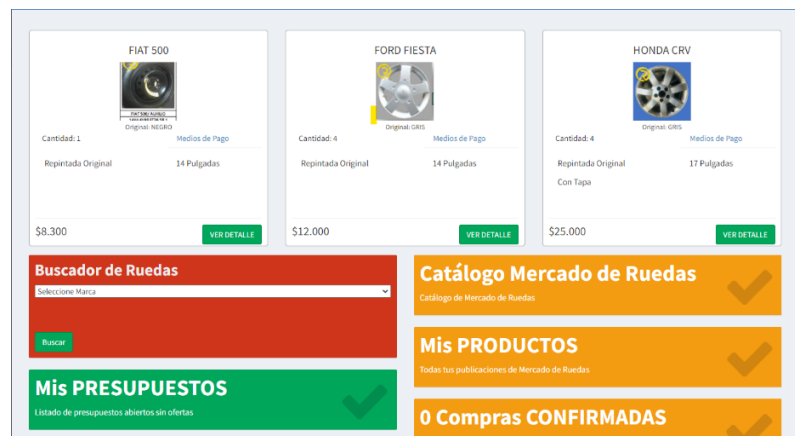 FIAT 500
FIAT 500/ AUXILIO
Original: NEGRO
Cantidad: 1
Medios de Pago
Repintada Original
14 Pulgadas
$8.300
VER DETALLE
FORD FIESTA
Original: GRIS
Cantidad: 4
Medios de Pago
Repintada Original
14 Pulgadas
$12.000
VER DETALLE
HONDA CRV
Original: GRIS
Cantidad: 4
Medios de Pago
Repintada Original
17 Pulgadas
Con Tapa
$25.000
VER DETALLE
Buscador de Ruedas
Seleccione Marca
Buscar
Mis PRESUPUESTOS
Listado de presupuestos abiertos sin ofertas
Catálogo Mercado de Ruedas
Catálogo de Mercado de Ruedas
Mis PRODUCTOS
Todas tus publicaciones de Mercado de Ruedas
0 Compras CONFIRMADAS